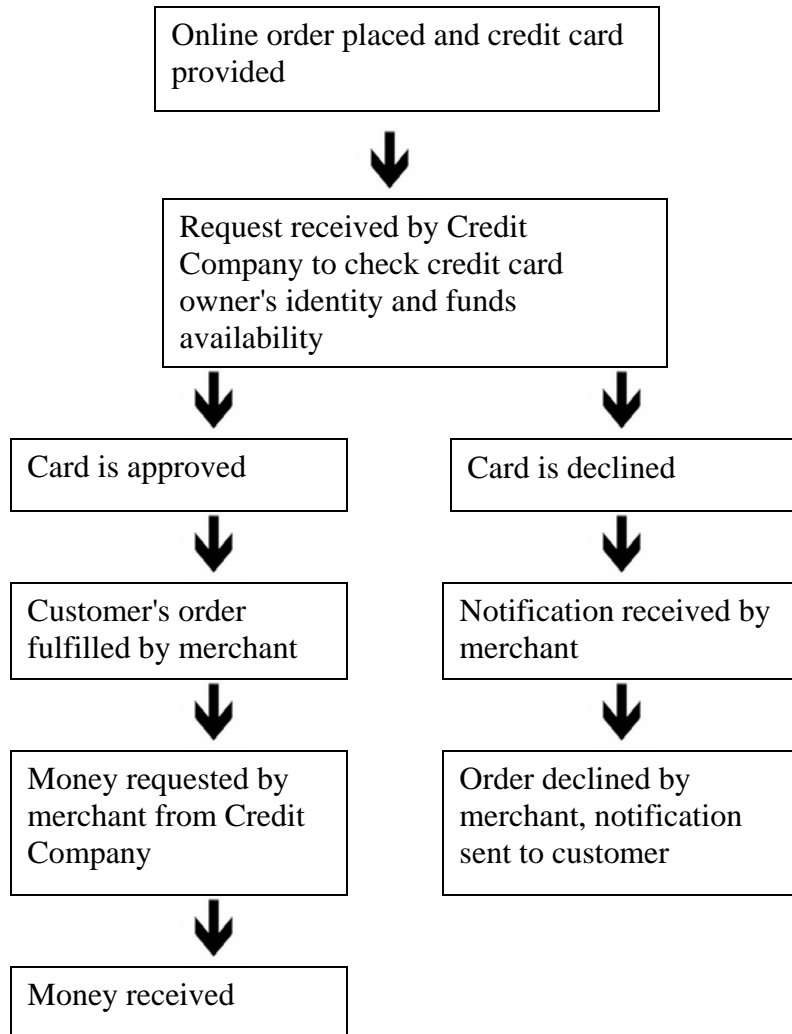 Online order placed and credit card
provided
Request received by Credit
Company to check credit card
owner's identity and funds
availability
Card is approved
Card is declined
Customer's order
fulfilled by merchant
Notification received by
merchant
Money requested by
merchant from Credit
Company
Order declined by
merchant, notification
sent to customer
Money received